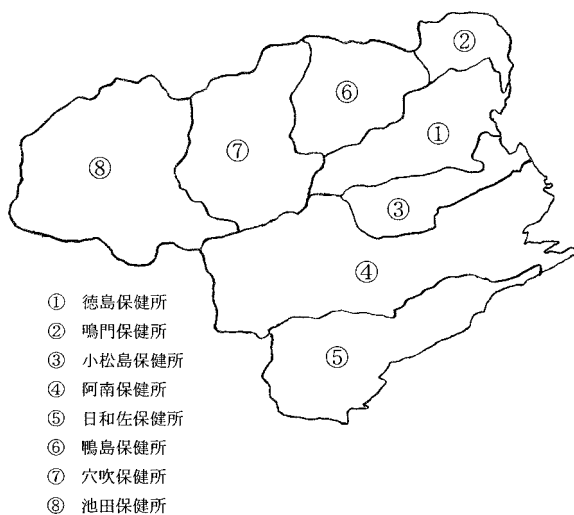 ②
⑥
①
⑦
⑧
③
④
⑤
① 徳島保健所
② 鳴門保健所
③ 小松島保健所
④ 阿南保健所
⑤ 日和佐保健所
⑥ 鴨島保健所
⑦ 穴吹保健所
⑧ 池田保健所